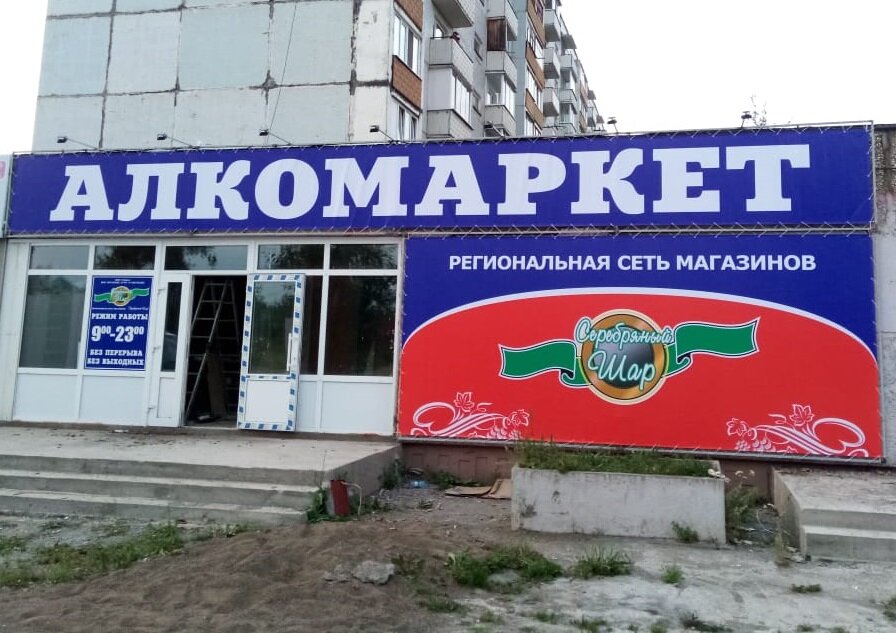 АЛКОМАРКЕТ
РЕГИОНАЛЬНАЯ СЕТЬ МАГАЗИНОВ
Серебряный
Шар
РЕЖИМ РАБОТЫ
9⁰⁰-23⁰⁰
БЕЗ ПЕРЕРЫВА
БЕЗ ВЫХОДНЫХ